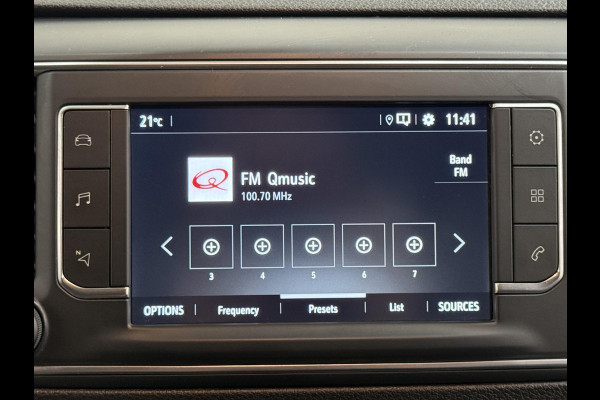 21°C 11:41
FM Qmusic
100.70 MHz
Band
FM
3 4 5 6 7
OPTIONS Frequency Presets List SOURCES
N